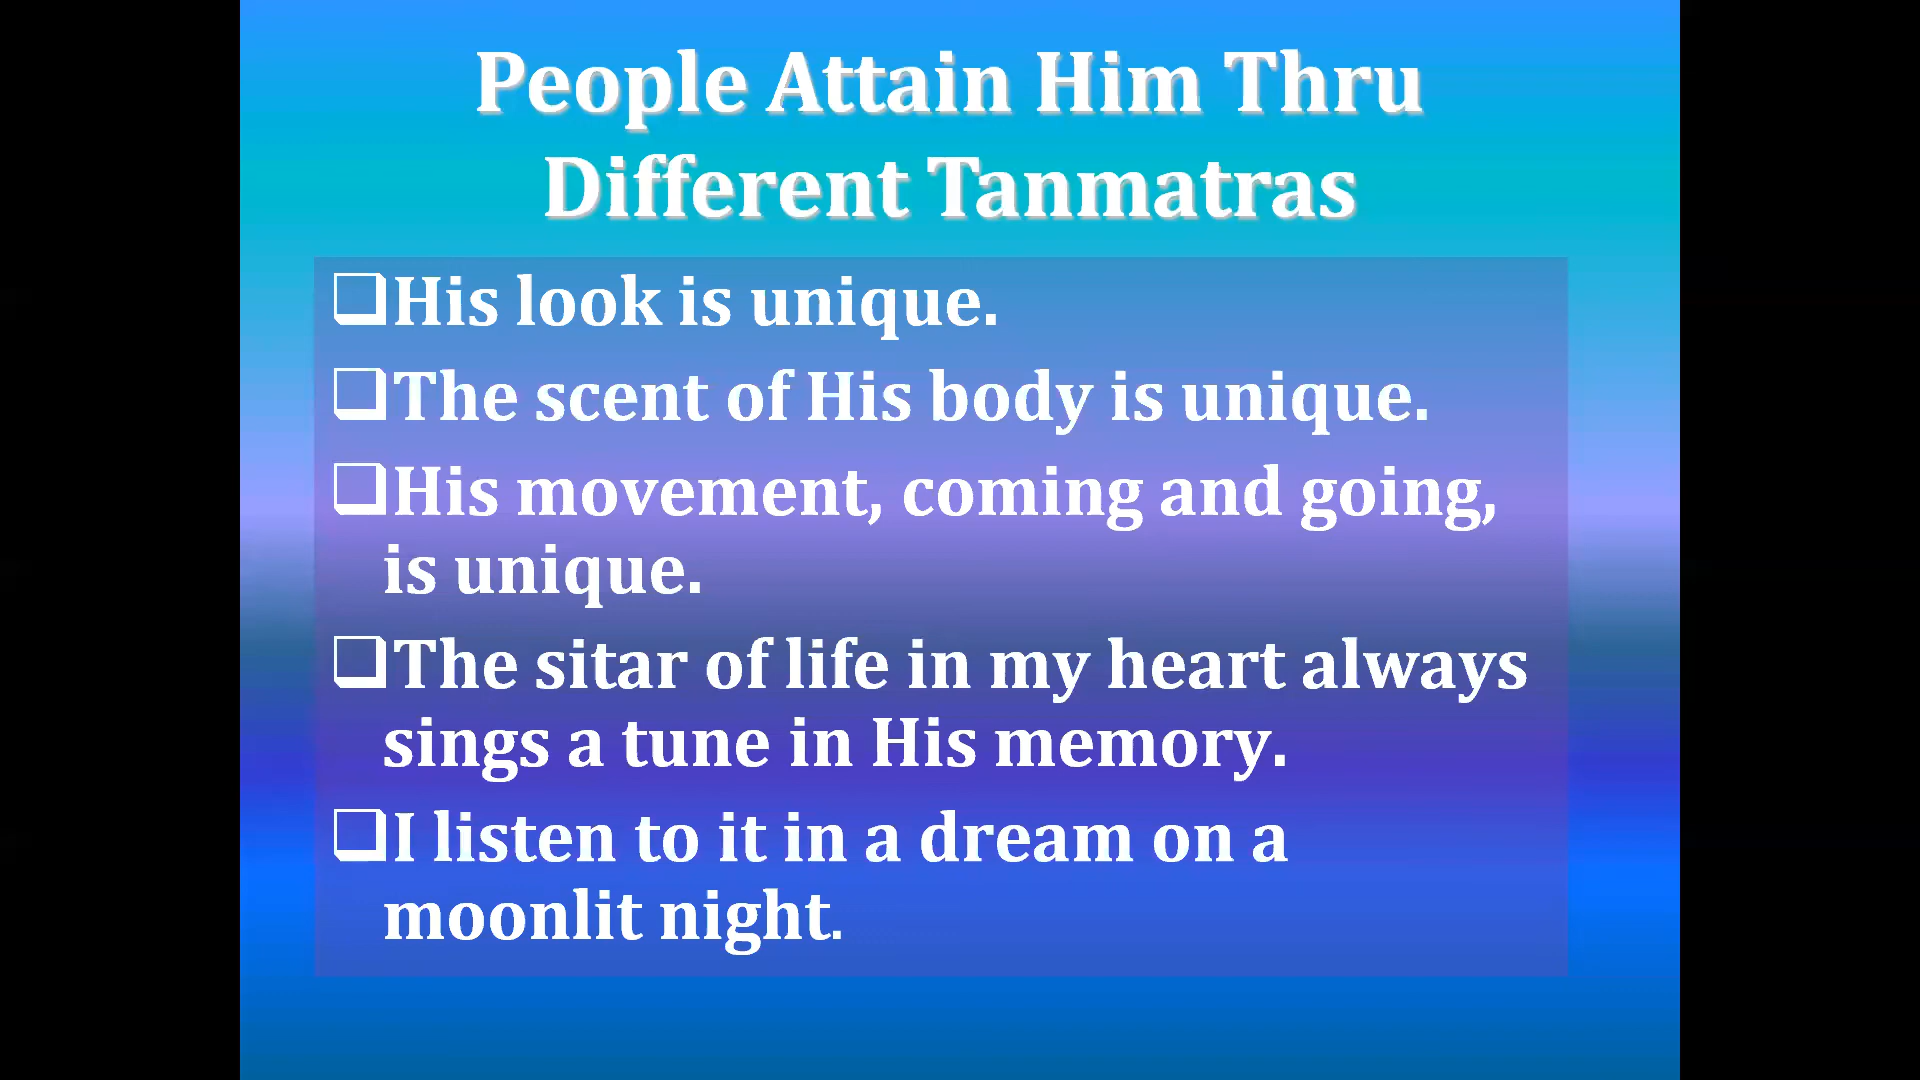 People Attain Him Thru
Different Tanmatras
❑His look is unique.
❑The scent of His body is unique.
❑His movement, coming and going,
is unique.
❑The sitar of life in my heart always
sings a tune in His memory.
❑I listen to it in a dream on a
moonlit night.